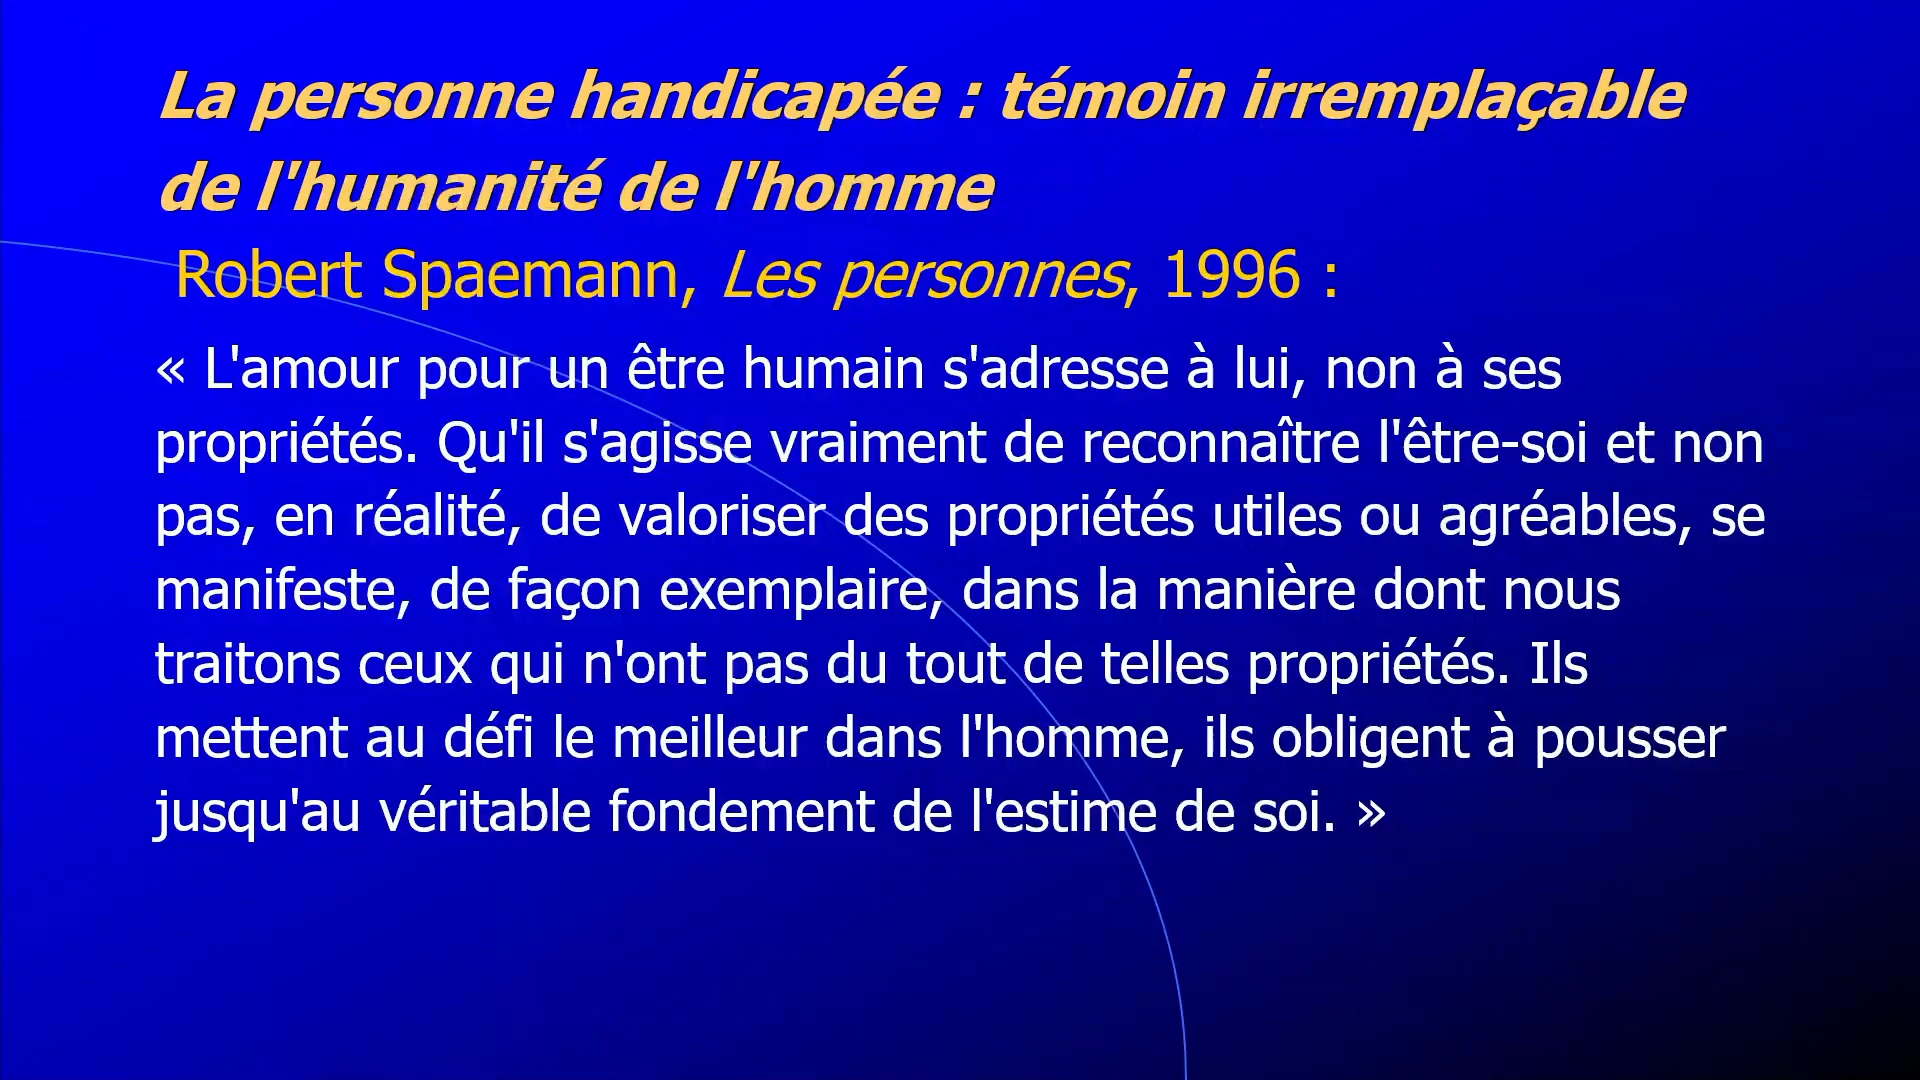 La personne handicapée : témoin irremplaçable
de l'humanité de l'homme
Robert Spaemann, Les personnes, 1996 :
« L'amour pour un être humain s'adresse à lui, non à ses
propriétés. Qu'il s'agisse vraiment de reconnaître l'être-soi et non
pas, en réalité, de valoriser des propriétés utiles ou agréables, se
manifeste, de façon exemplaire, dans la manière dont nous
traitons ceux qui n'ont pas du tout de telles propriétés. Ils
mettent au défi le meilleur dans l'homme, ils obligent à pousser
jusqu'au véritable fondement de l'estime de soi. »